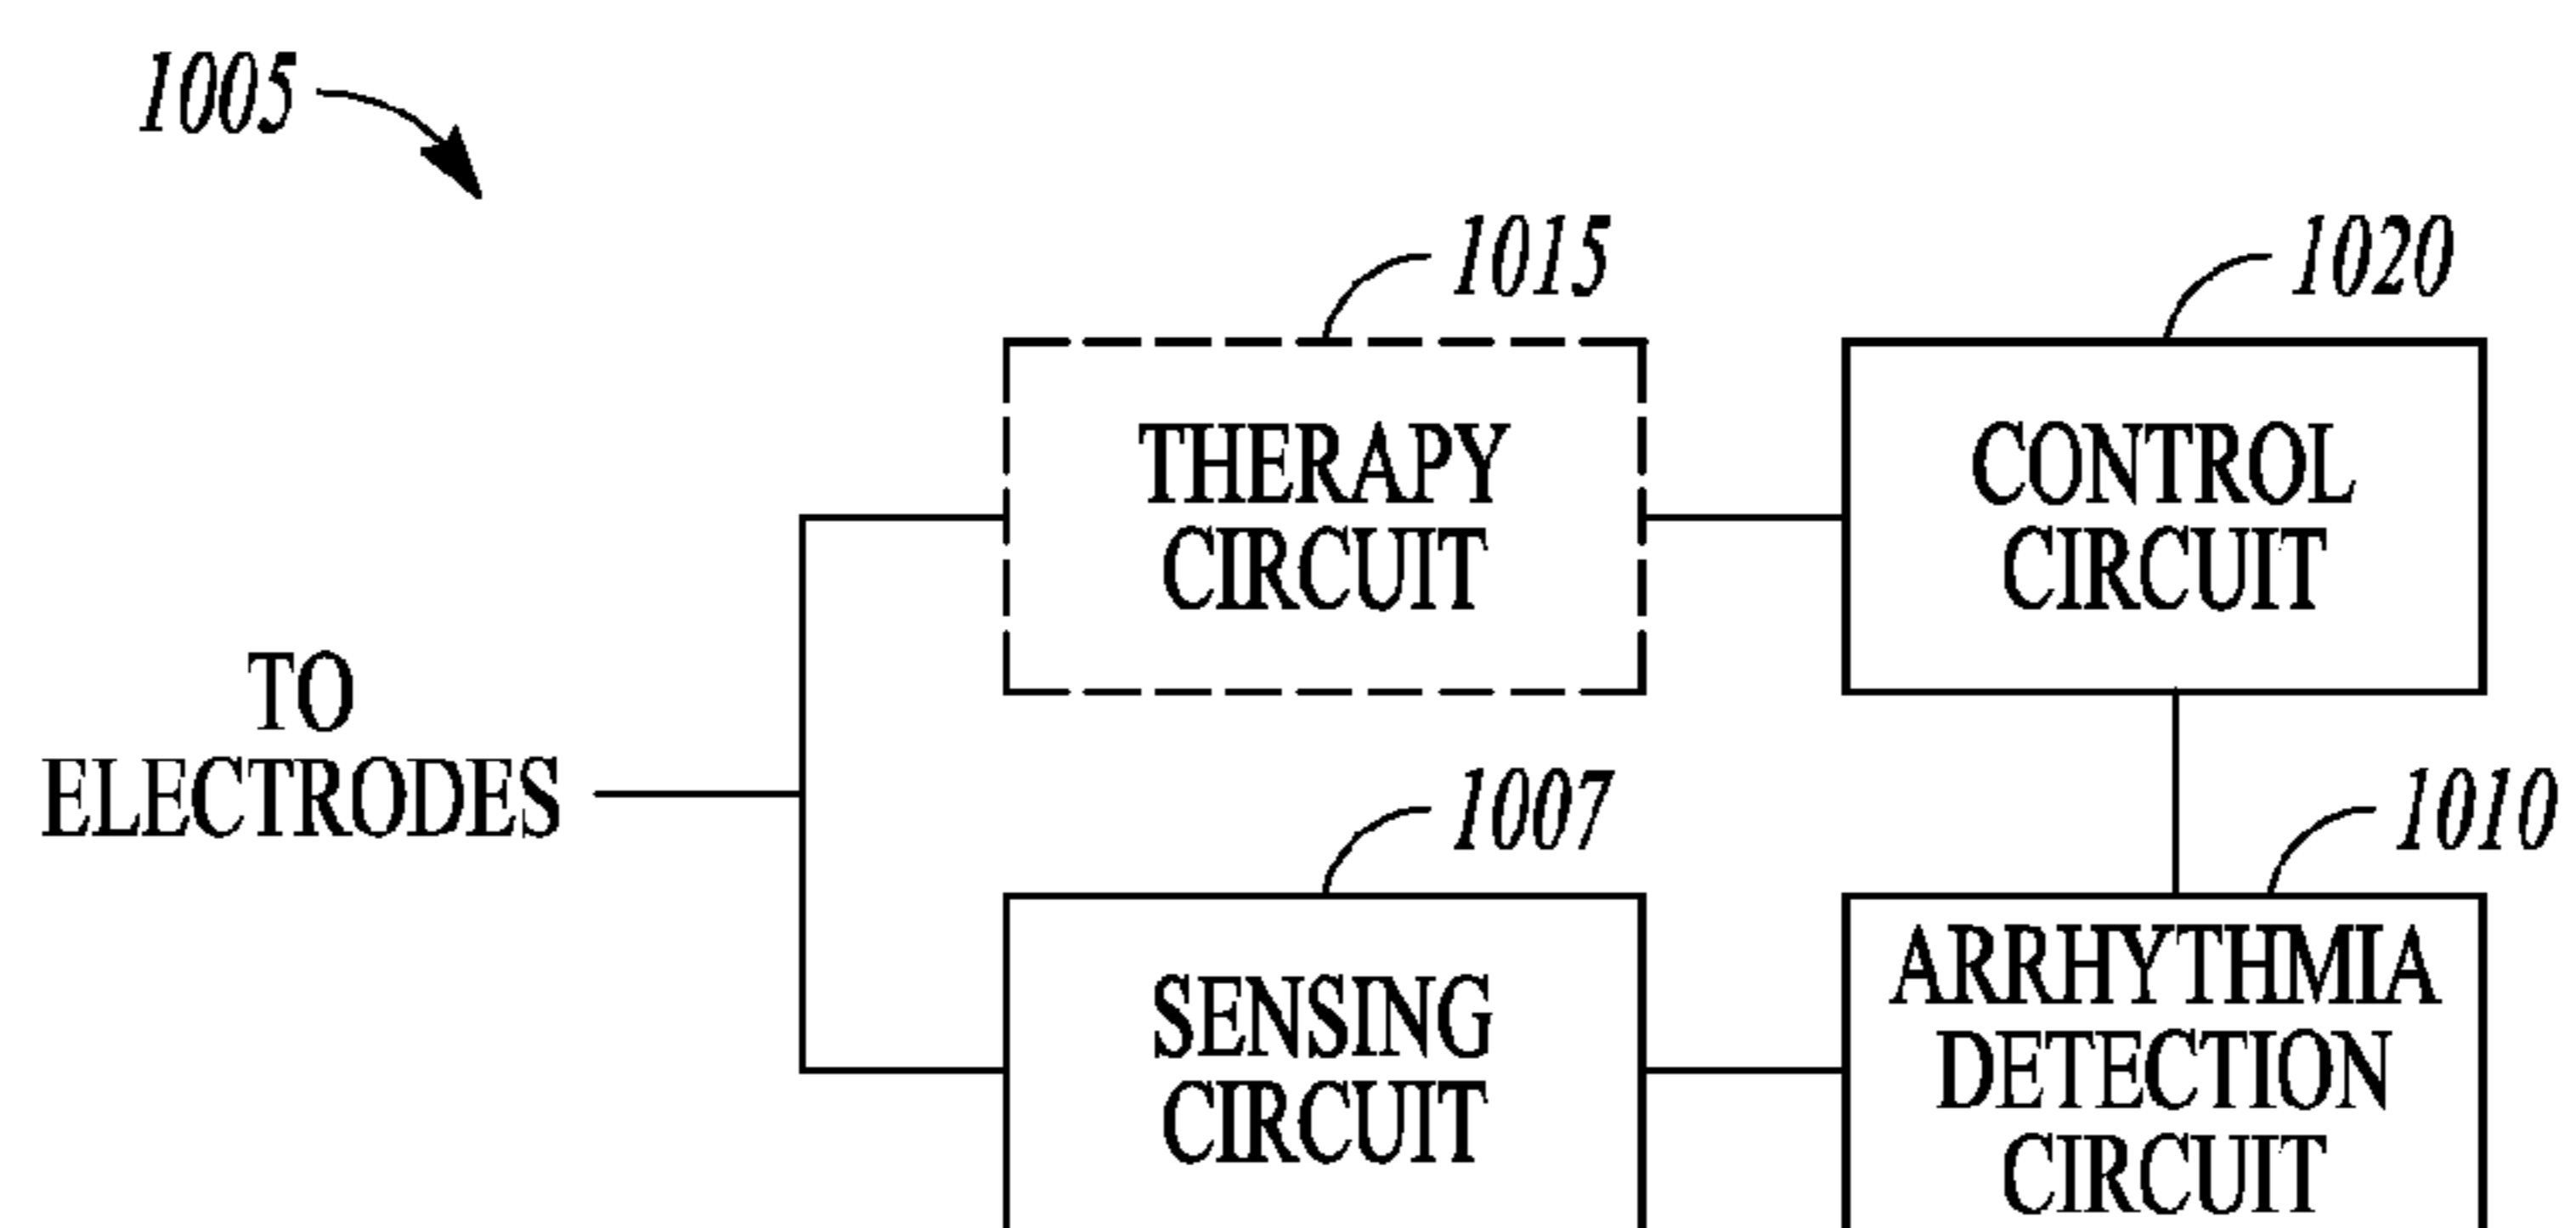 1005
1015
1020
THERAPY
CIRCUIT
CONTROL
CIRCUIT
TO
ELECTRODES
1007
1010
SENSING
CIRCUIT
ARRHYTHMIA
DETECTION
CIRCUIT